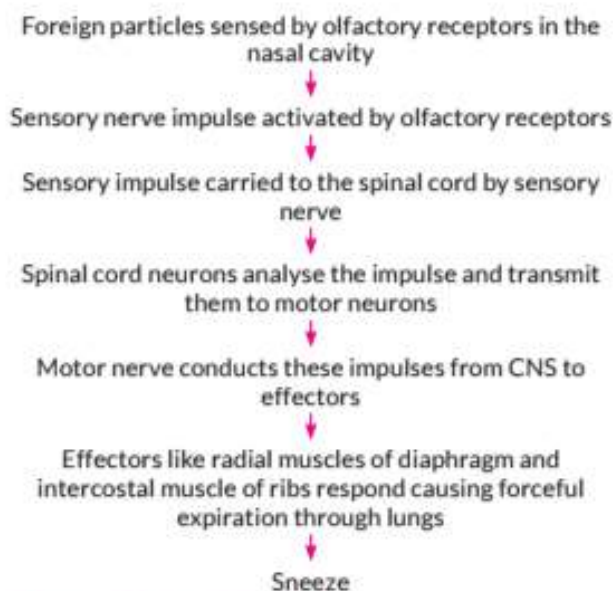 Foreign particles sensed by olfactory receptors in the
nasal cavity
Sensory nerve impulse activated by olfactory receptors
Sensory impulse carried to the spinal cord by sensory
nerve
Spinal cord neurons analyse the impulse and transmit
them to motor neurons
Motor nerve conducts these impulses from CNS to
effectors
Effectors like radial muscles of diaphragm and
intercostal muscle of ribs respond causing forceful
expiration through lungs
Sneeze